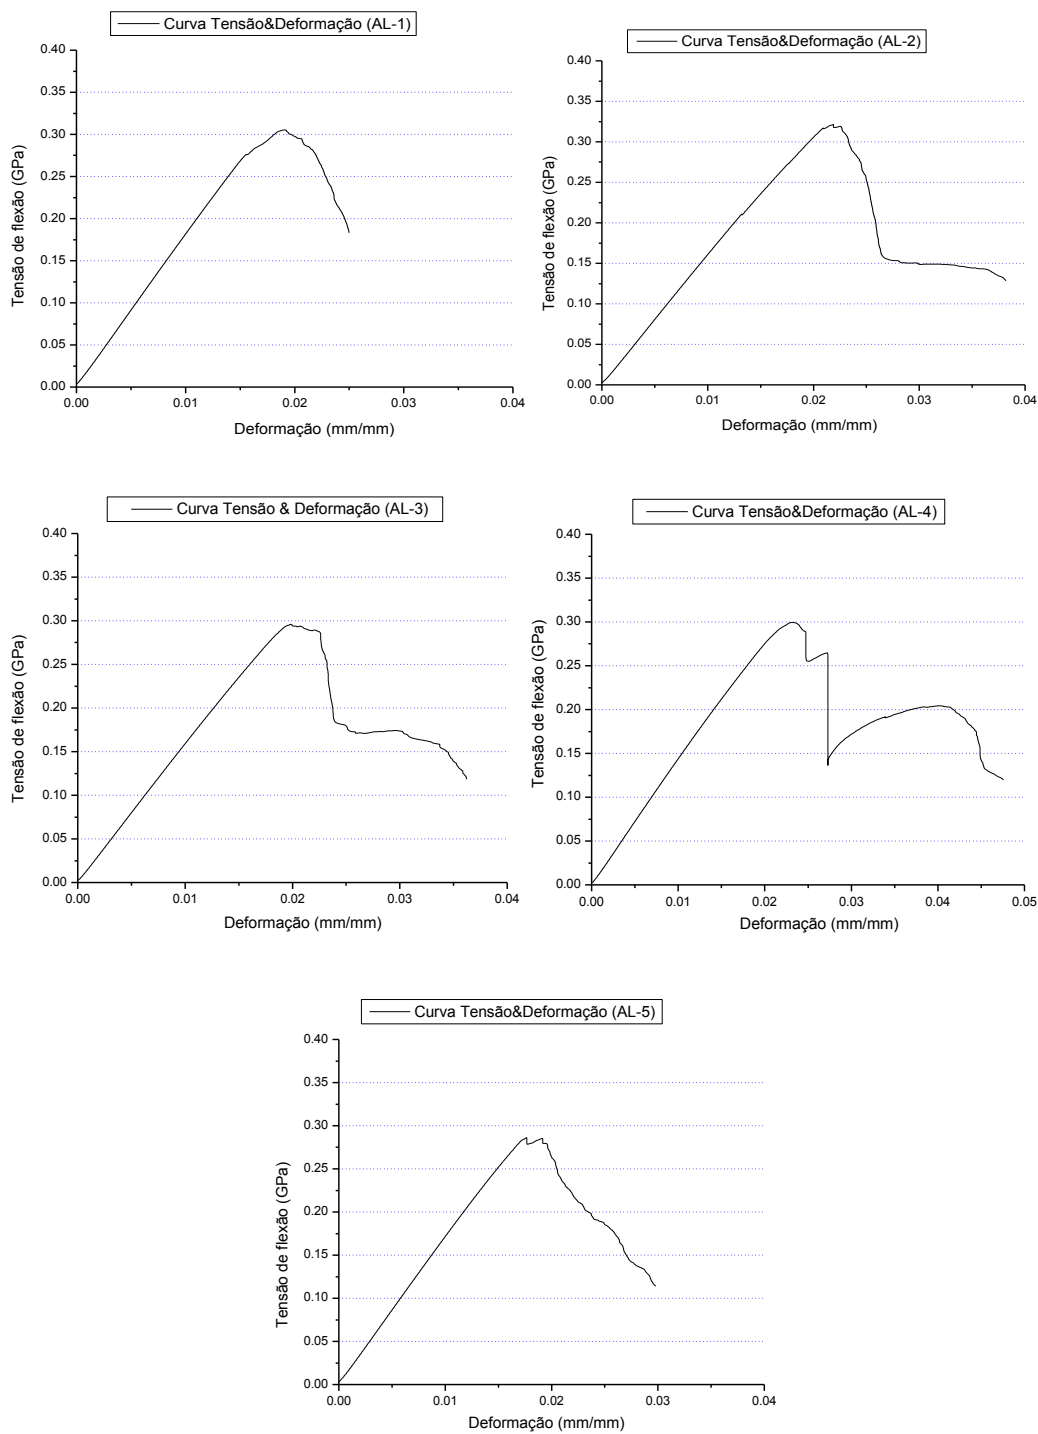 Curva Tensão&Deformação (AL-1)
0.40
0.35
0.30
0.25
0.20
0.15
0.10
0.05
0.00
Tensão de flexão (GPa)
0.00 0.01 0.02 0.03 0.04
Deformação (mm/mm)
Curva Tensão&Deformação (AL-2)
0.40
0.35
0.30
0.25
0.20
0.15
0.10
0.05
0.00
Tensão de flexão (GPa)
0.00 0.01 0.02 0.03 0.04
Deformação (mm/mm)
Curva Tensão & Deformação (AL-3)
0.40
0.35
0.30
0.25
0.20
0.15
0.10
0.05
0.00
Tensão de flexão (GPa)
0.00 0.01 0.02 0.03 0.04
Deformação (mm/mm)
Curva Tensão&Deformação (AL-4)
0.40
0.35
0.30
0.25
0.20
0.15
0.10
0.05
0.00
Tensão de flexão (GPa)
0.00 0.01 0.02 0.03 0.04 0.05
Deformação (mm/mm)
Curva Tensão&Deformação (AL-5)
0.40
0.35
0.30
0.25
0.20
0.15
0.10
0.05
0.00
Tensão de flexão (GPa)
0.00 0.01 0.02 0.03 0.04
Deformação (mm/mm)